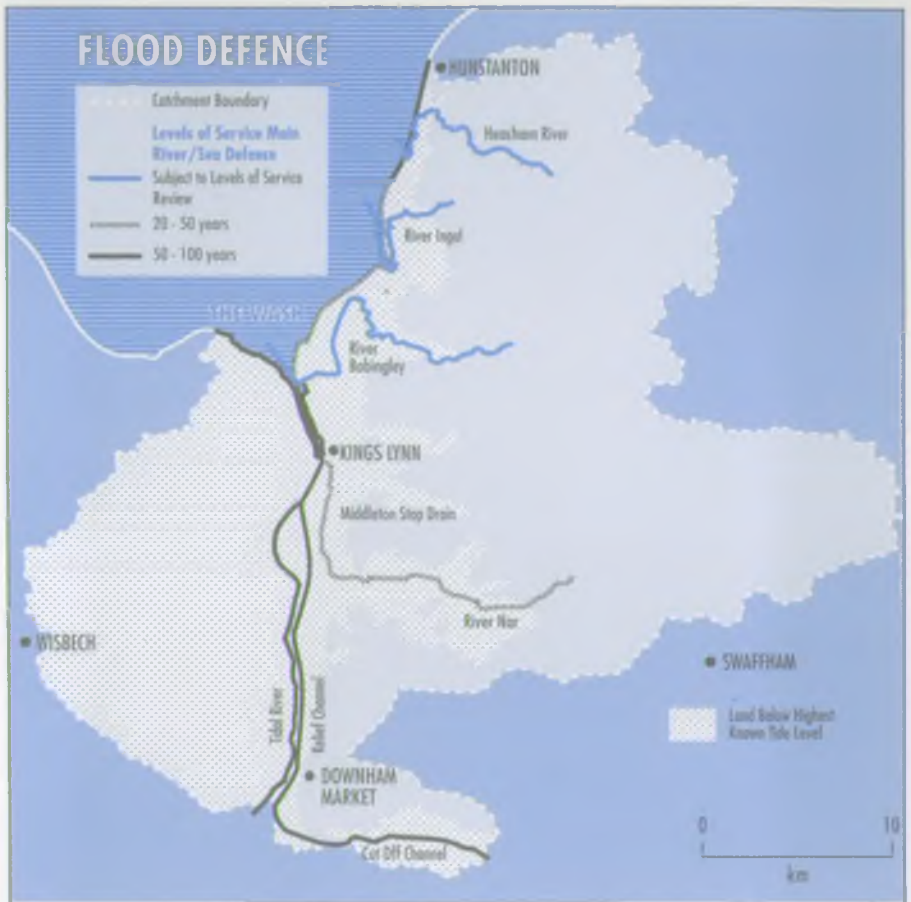 FLOOD DEFENCE
Catchment Boundary
Levels of Service Main
River/Sea Defence
Subject to Levels of Service
Review
20 - 50 years
50 - 100 years
HUNSTANTON
Heacham River
River Ingol
THE WASH
River
Babingley
KINGS LYNN
Middleton Stop Drain
River Nar
WISBECH
SWAFFHAM
Tidal River
Relief Channel
Land Below Highest
Known Tide Level
DOWNHAM
MARKET
Cut Off Channel
0 10
km